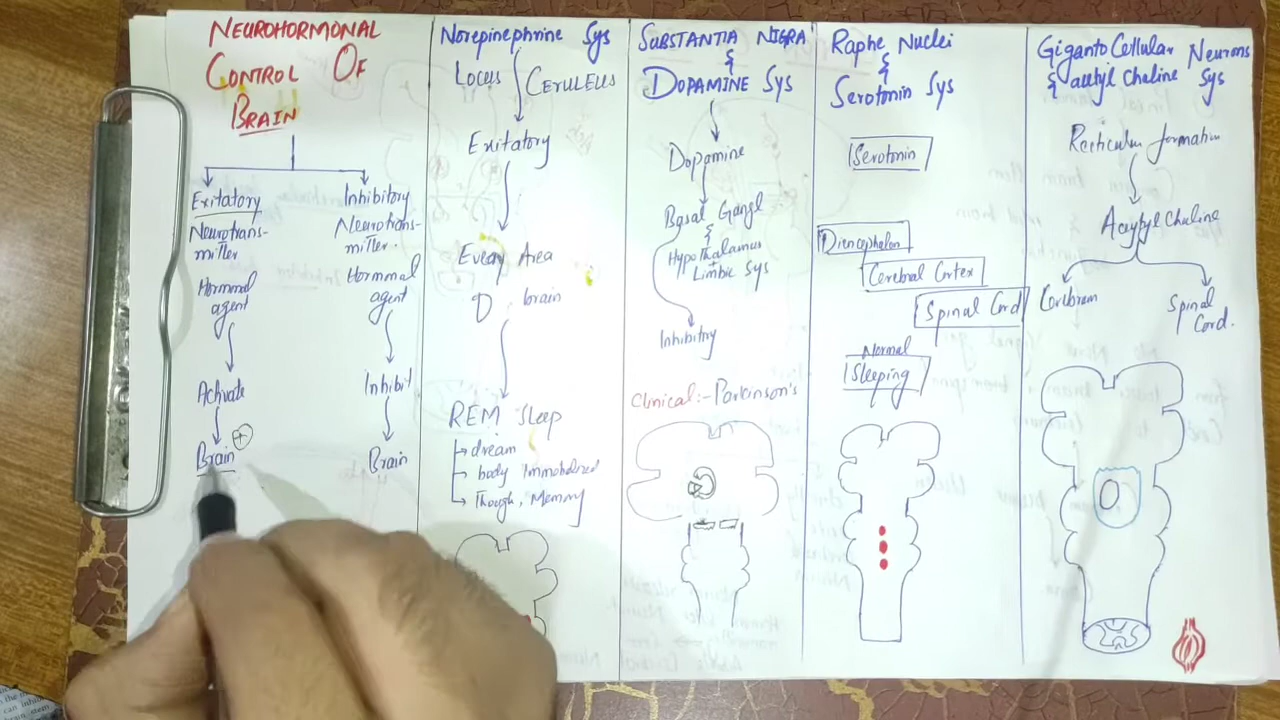 NEUROHORMONAL
CONTROL OF
BRAIN
Exitatory
Neurotrans-
mitter
Hormonal
agent
Activate
Brain +
Inhibitory
Neurotrans-
mitter.
Hormonal
agent
Inhibit
Brain
Norepinephrine Sys
Locus CERULEUS
Exitatory
Every Area
brain
REM Sleep
dream
body Immobolized
Though, Memory
SUBSTANTIA NIGRA
&
DOPAMINE SYS
Dopamine
Basal Gangl
&
Hypothalamus
+
Limbic Sys
Inhibitry
Clinical:- Parkinson's
Raphe Nuclei
&
Serotonin Sys
Serotonin
Diencephalon
Cerebral Cortex
Spinal Cord
Normal
Sleeping
Giganto Cellular Neurons
& acetyl Choline Sys
Recticular formation
Acytyl Choline
Cerebrum
Spinal
Cord.